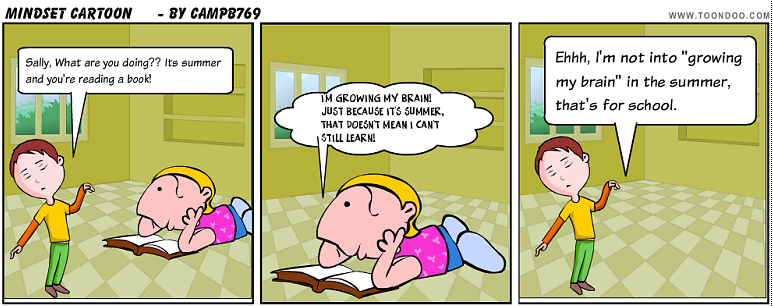 MINDSET CARTOON - BY CAMPB769
WWW.TOONDOO.COM
Sally, What are you doing?? Its summer
and you're reading a book!
I'M GROWING MY BRAIN!
JUST BECAUSE IT'S SUMMER,
THAT DOESN'T MEAN I CAN'T
STILL LEARN!
Ehhh, I'm not into "growing
my brain" in the summer,
that's for school.